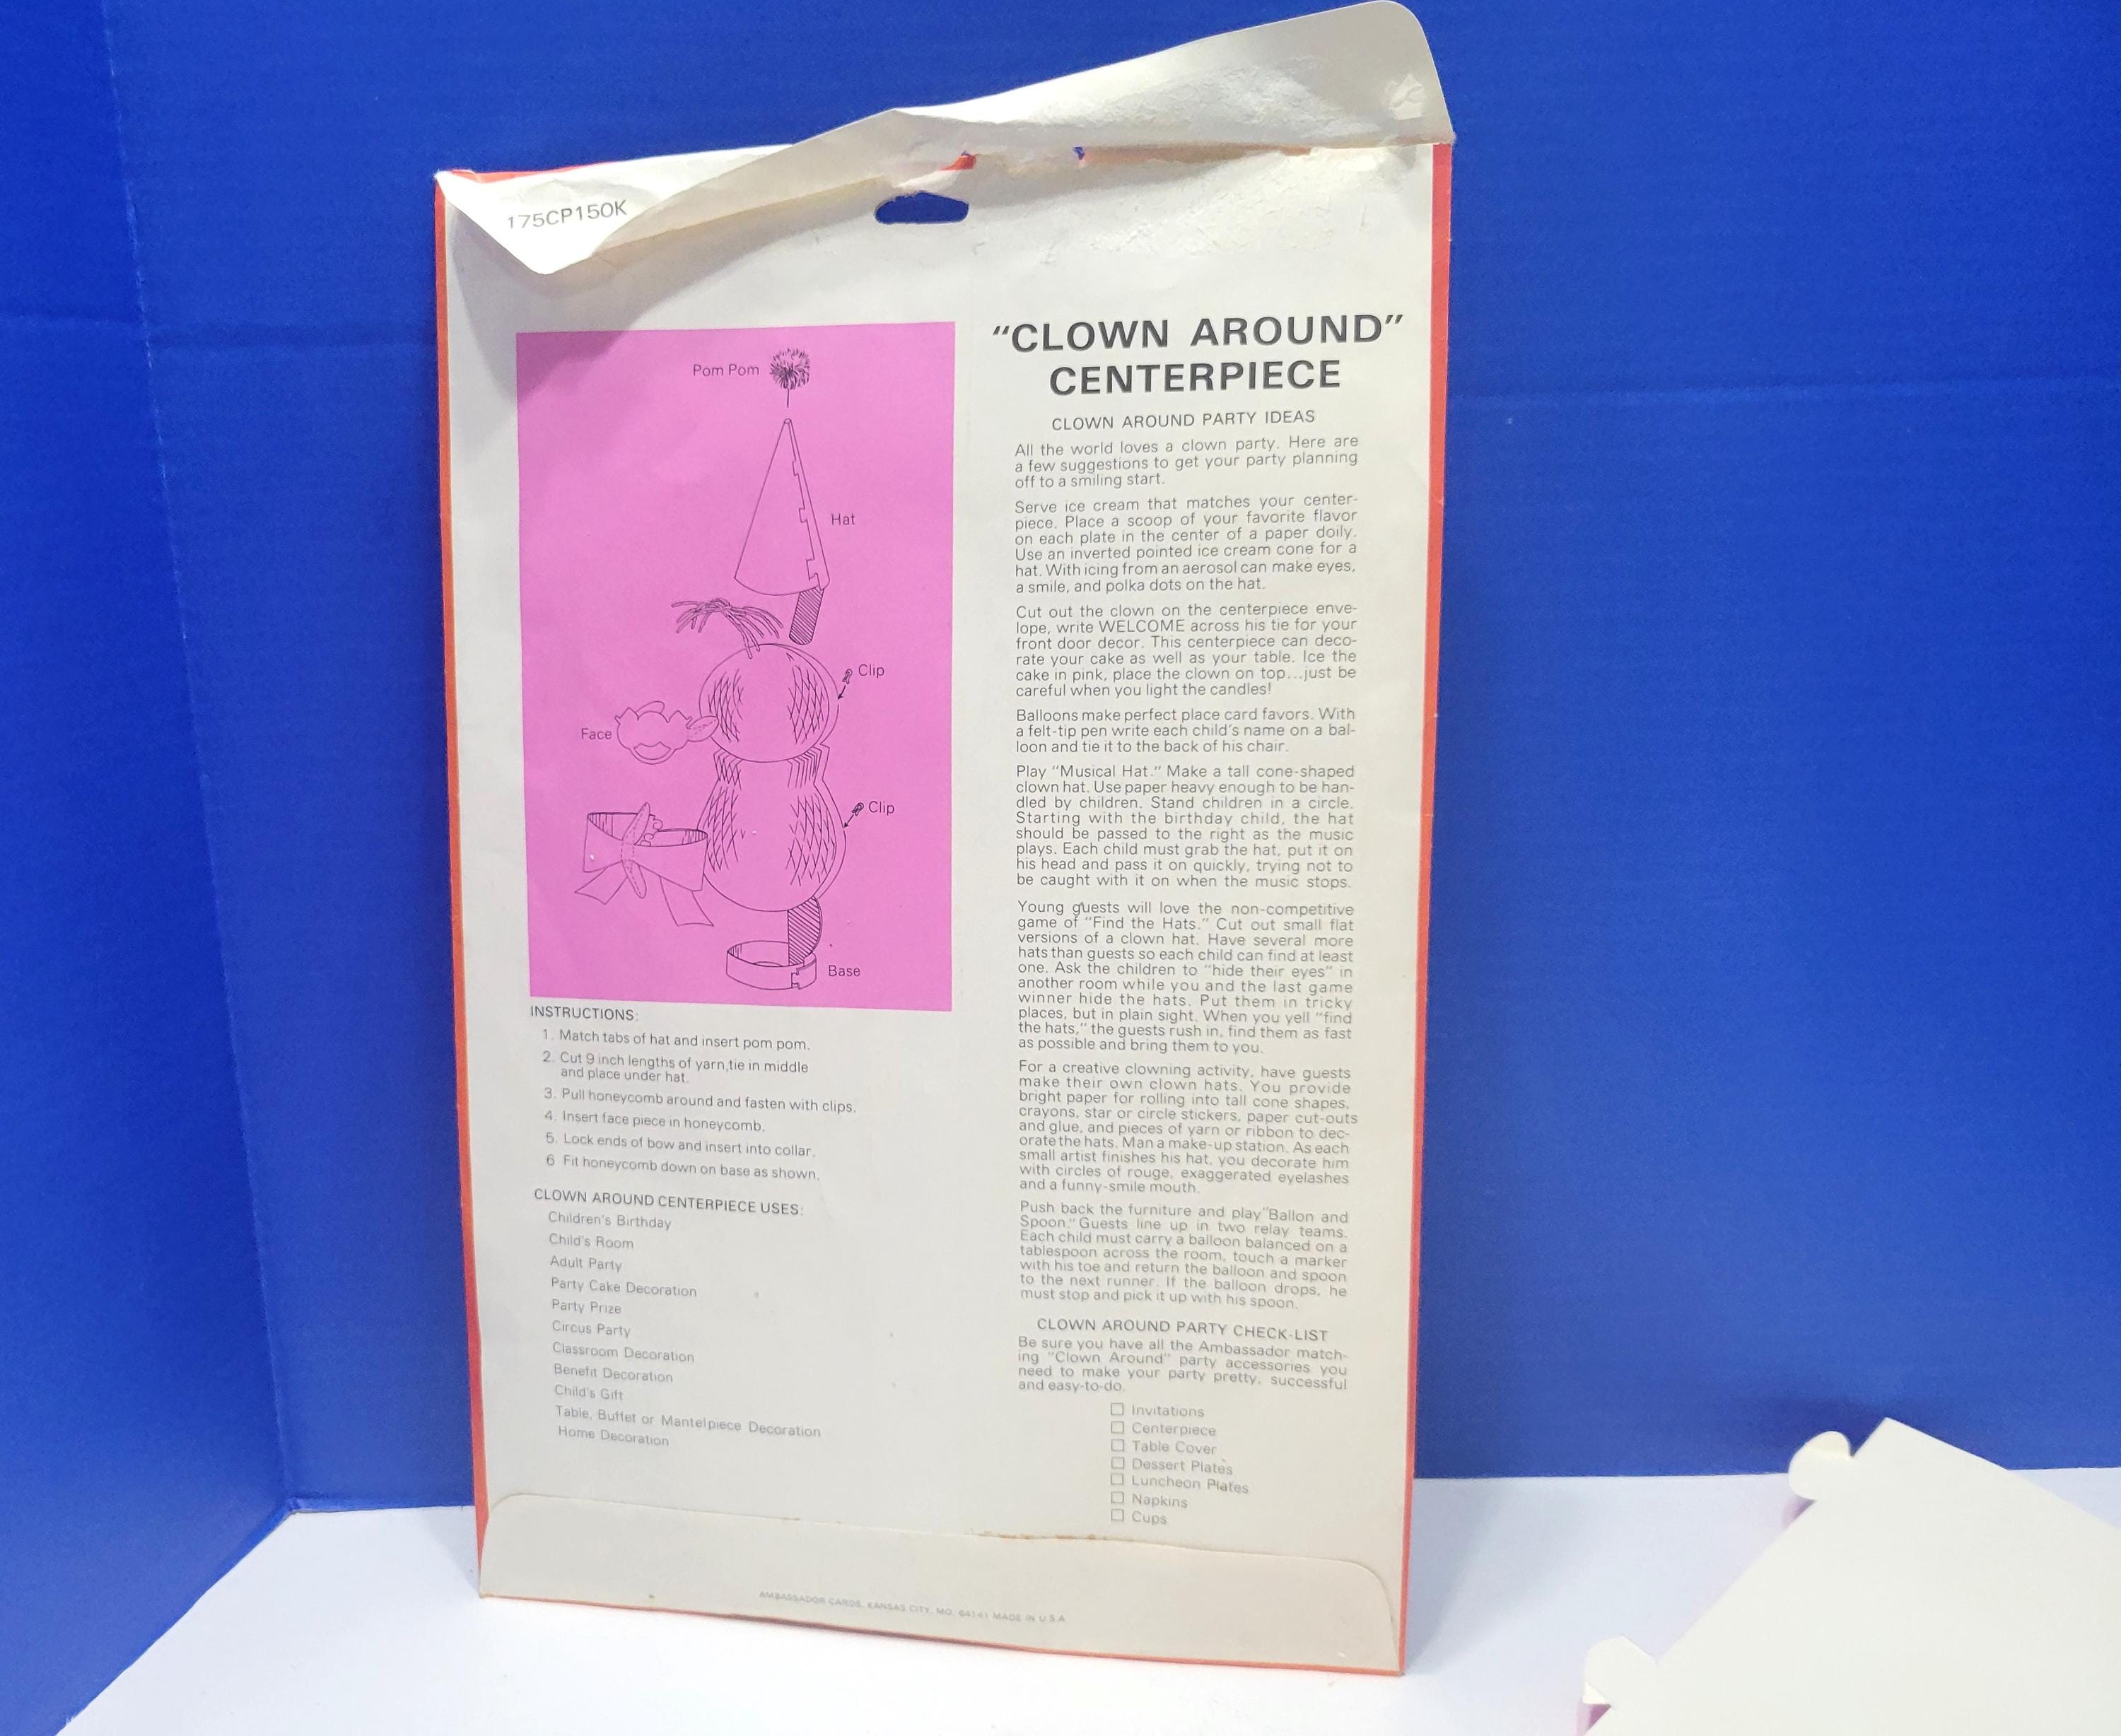 175CP150K
Pom Pom
Hat
Clip
Face
Clip
Base
INSTRUCTIONS:
1. Match tabs of hat and insert pom pom.
2. Cut 9 inch lengths of yarn,tie in middle
and place under hat.
3. Pull honeycomb around and fasten with clips.
4. Insert face piece in honeycomb.
5. Lock ends of bow and insert into collar.
6 Fit honeycomb down on base as shown.
CLOWN AROUND CENTERPIECE USES:
Children's Birthday
Child's Room
Adult Party
Party Cake Decoration
Party Prize
Circus Party
Classroom Decoration
Benefit Decoration
Child's Gift
Table, Buffet or Mantelpiece Decoration
Home Decoration
"CLOWN AROUND"
CENTERPIECE
CLOWN AROUND PARTY IDEAS
All the world loves a clown party. Here are
a few suggestions to get your party planning
off to a smiling start.
Serve ice cream that matches your center-
piece. Place a scoop of your favorite flavor
on each plate in the center of a paper doily.
Use an inverted pointed ice cream cone for a
hat. With icing from an aerosol can make eyes,
a smile, and polka dots on the hat.
Cut out the clown on the centerpiece enve-
lope, write WELCOME across his tie for your
front door decor. This centerpiece can deco-
rate your cake as well as your table. Ice the
cake in pink, place the clown on top...just be
careful when you light the candles!
Balloons make perfect place card favors. With
a felt-tip pen write each child's name on a bal-
loon and tie it to the back of his chair.
Play "Musical Hat." Make a tall cone-shaped
clown hat. Use paper heavy enough to be han-
dled by children. Stand children in a circle.
Starting with the birthday child, the hat
should be passed to the right as the music
plays. Each child must grab the hat, put it on
his head and pass it on quickly, trying not to
be caught with it on when the music stops.
Young guests will love the non-competitive
game of "Find the Hats." Cut out small flat
versions of a clown hat. Have several more
hats than guests so each child can find at least
one. Ask the children to "hide their eyes" in
another room while you and the last game
winner hide the hats. Put them in tricky
places, but in plain sight. When you yell "find
the hats," the guests rush in, find them as fast
as possible and bring them to you.
For a creative clowning activity, have guests
make their own clown hats. You provide
bright paper for rolling into tall cone shapes,
crayons, star or circle stickers, paper cut-outs
and glue, and pieces of yarn or ribbon to dec-
orate the hats. Man a make-up station. As each
small artist finishes his hat, you decorate him
with circles of rouge, exaggerated eyelashes
and a funny-smile mouth.
Push back the furniture and play "Ballon and
Spoon." Guests line up in two relay teams.
Each child must carry a balloon balanced on a
tablespoon across the room, touch a marker
with his toe and return the balloon and spoon
to the next runner. If the balloon drops, he
must stop and pick it up with his spoon.
CLOWN AROUND PARTY CHECK-LIST
Be sure you have all the Ambassador match-
ing "Clown Around" party accessories you
need to make your party pretty, successful
and easy-to-do.
Invitations
Centerpiece
Table Cover
Dessert Plates
Luncheon Plates
Napkins
Cups
AMBASSADOR CARDS, KANSAS CITY, MO. 64141 MADE IN U.S.A